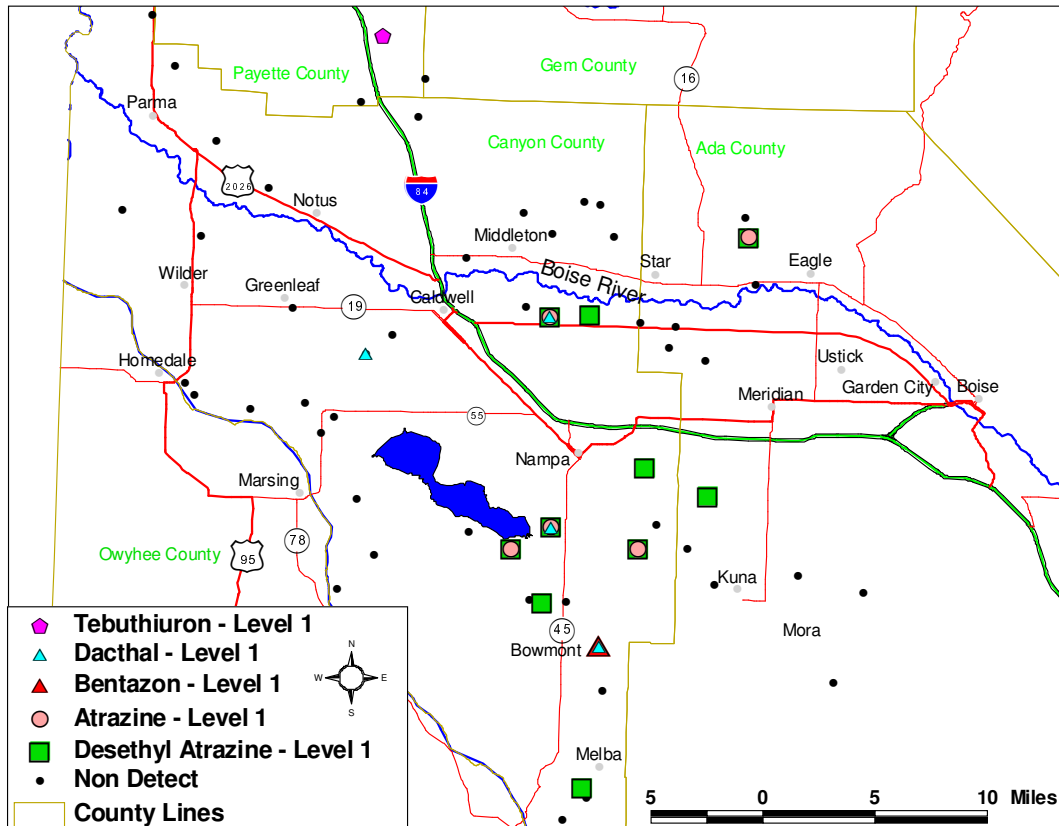 Payette County
Gem County
16
Parma
Canyon County
Ada County
2026
84
Notus
Middleton
Star
Eagle
Boise River
Wilder
Greenleaf
19
Caldwell
Homedale
Ustick
Garden City
Boise
Meridian
55
Nampa
Marsing
78
Owyhee County
95
Kuna
Mora
45
Bowmont
Melba
Tebuthiuron - Level 1
Dacthal - Level 1
Bentazon - Level 1
Atrazine - Level 1
Desethyl Atrazine - Level 1
Non Detect
County Lines
N
W E
S
5 0 5 10 Miles